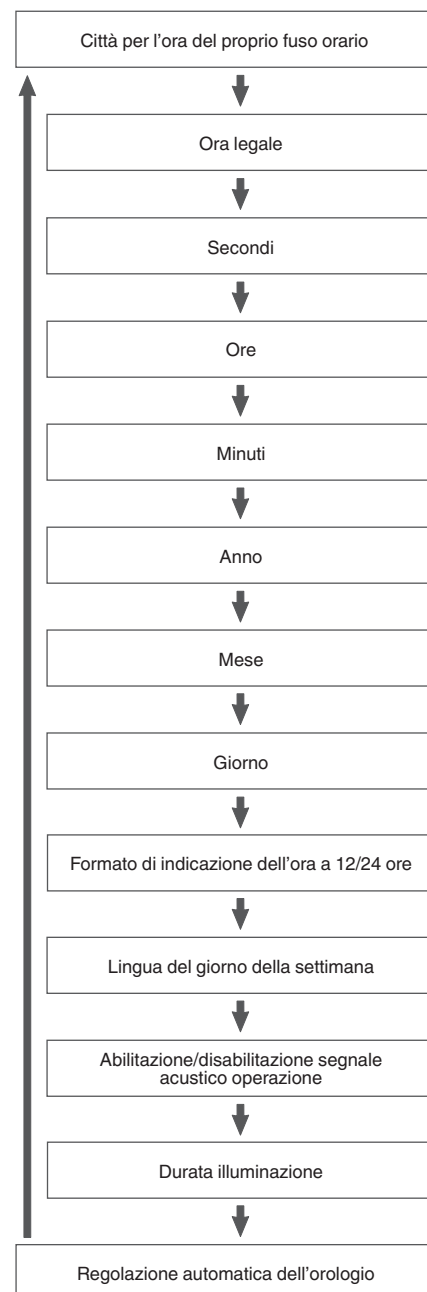 Città per l'ora del proprio fuso orario
Ora legale
Secondi
Ore
Minuti
Anno
Mese
Giorno
Formato di indicazione dell'ora a 12/24 ore
Lingua del giorno della settimana
Abilitazione/disabilitazione segnale
acustico operazione
Durata illuminazione
Regolazione automatica dell'orologio